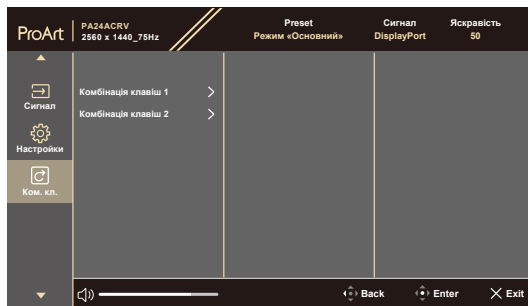 ProArt
PA24ACRV
2560 x 1440_75Hz
Preset
Режим «Основний»
Сигнал
DisplayPort
Яскравість
50
Сигнал
Настройки
Ком. кл.
Комбінація клавіш 1
Комбінація клавіш 2
Back
Enter
Exit